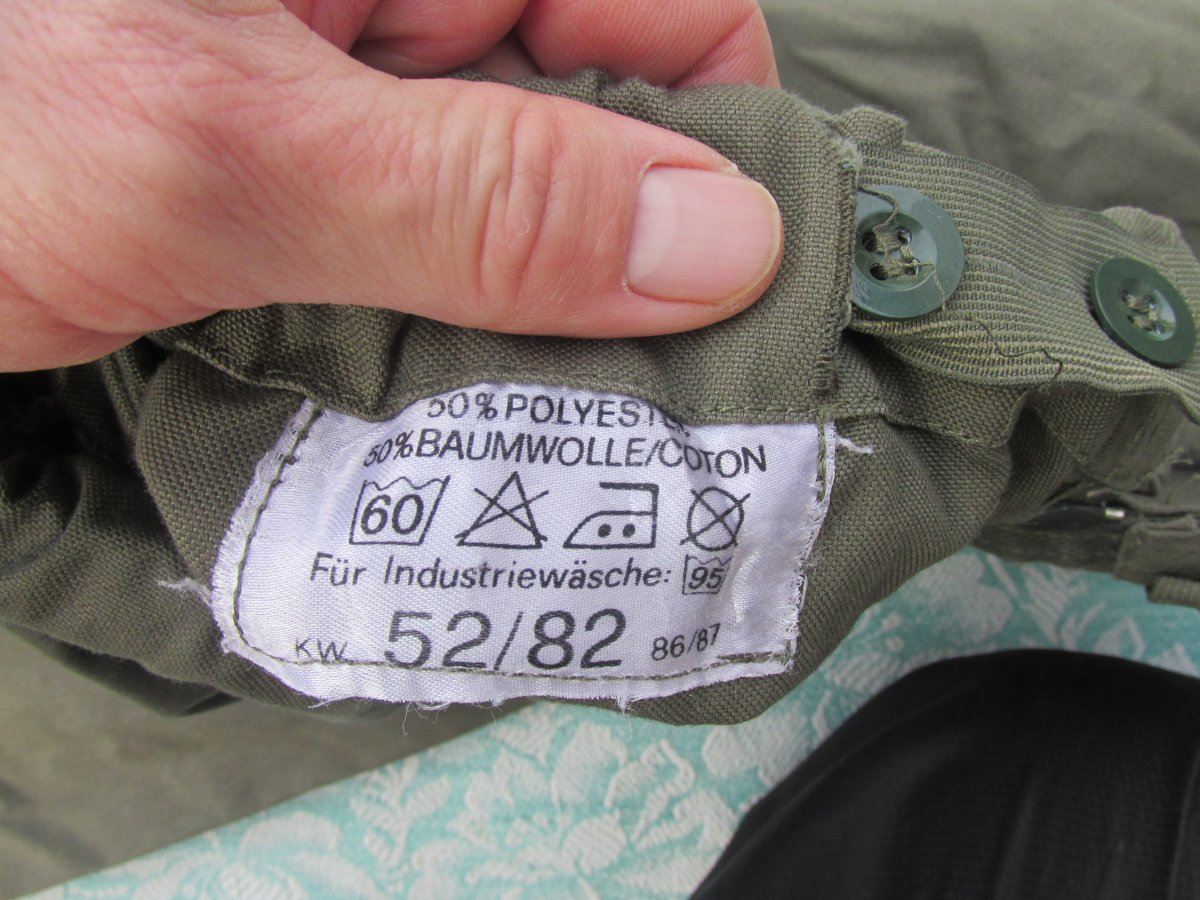 50% POLYESTER
50% BAUMWOLLE/COTON
60
Für Industriewäsche: 95
KW. 52/82 86/87